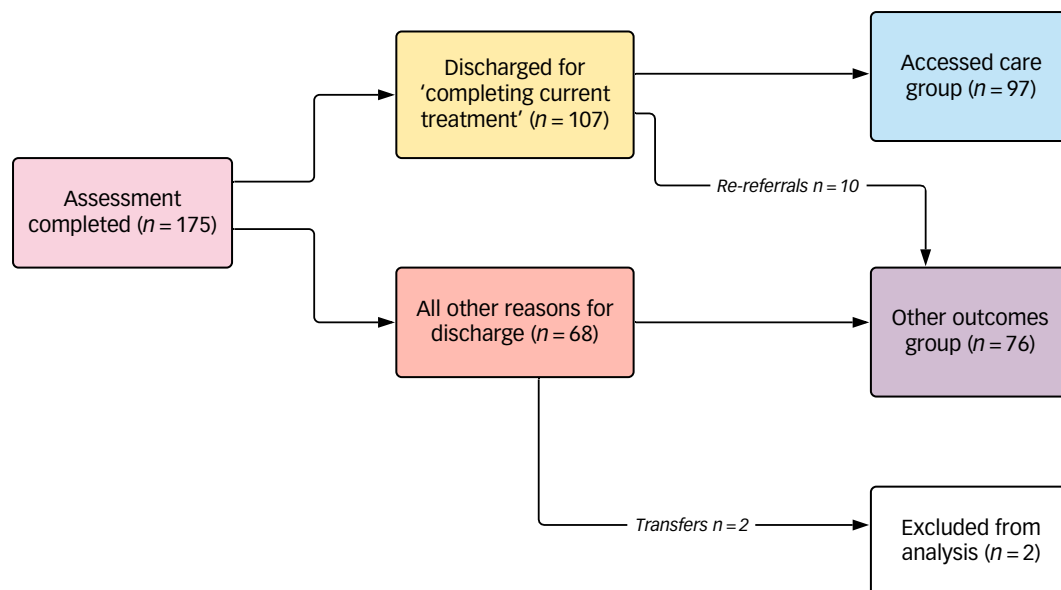 Assessment
completed (n = 175)
Discharged for
‘completing current
treatment’ (n = 107)
Accessed care
group (n = 97)
Re-referrals n = 10
All other reasons for
discharge (n = 68)
Other outcomes
group (n = 76)
Transfers n = 2
Excluded from
analysis (n = 2)